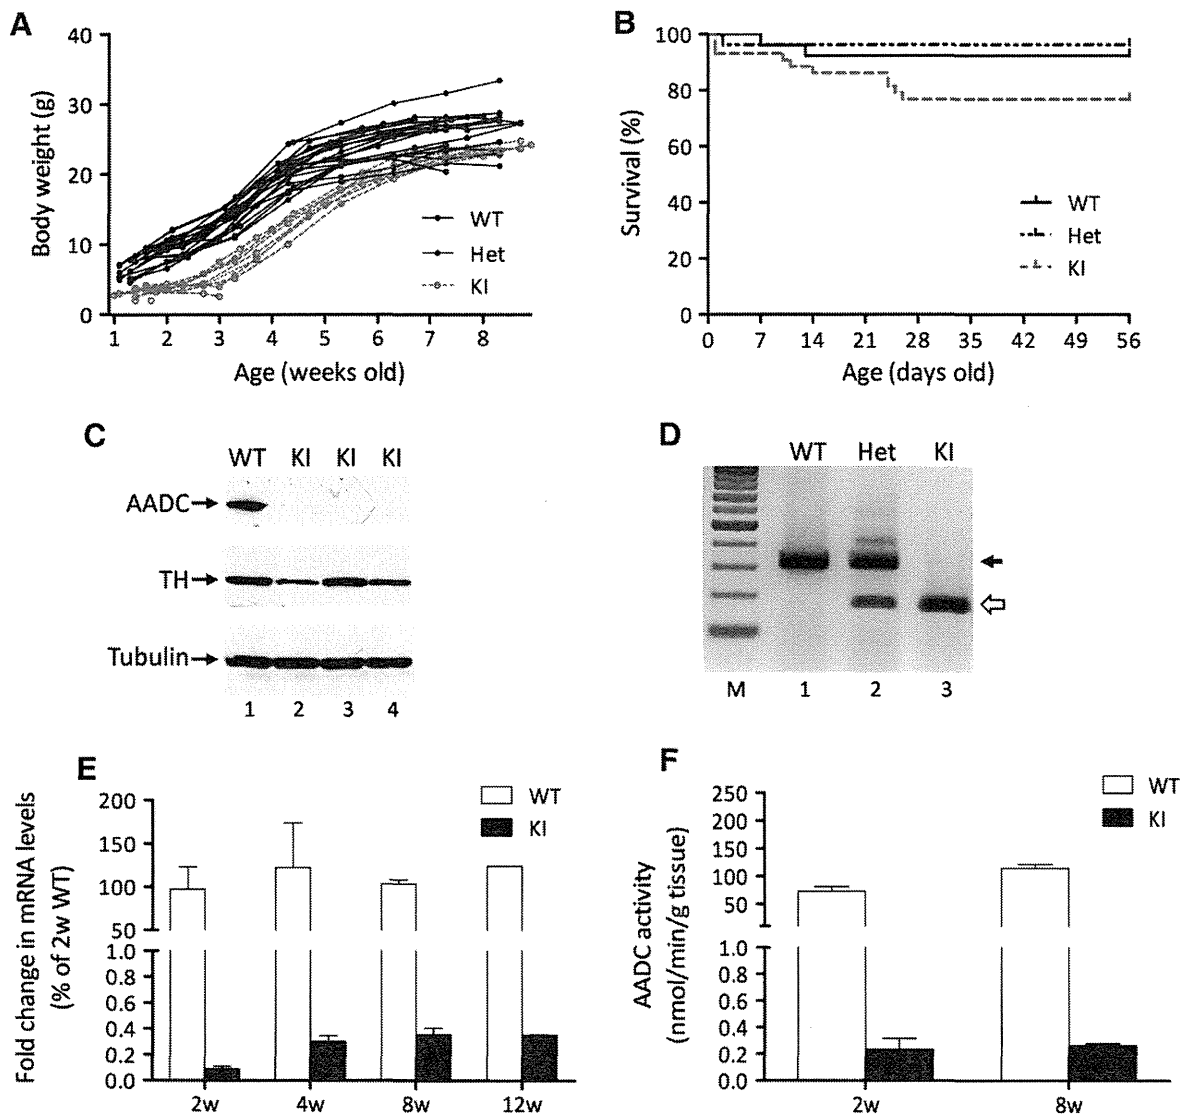 A
Body weight (g)
40
30
20
10
0
WT
Het
KI
1 2 3 4 5 6 7 8
Age (weeks old)
B
Survival (%)
100
80
60
40
20
0
WT
Het
KI
0 7 14 21 28 35 42 49 56
Age (days old)
C
WT KI KI KI
AADC
TH
Tubulin
1 2 3 4
D
WT Het KI
M 1 2 3
E
Fold change in mRNA levels
(% of 2w WT)
200
150
100
50
1.0
0.8
0.6
0.4
0.2
0.0
WT
KI
2w 4w 8w 12w
F
AADC activity
(nmol/min/g tissue)
250
200
150
100
50
1.0
0.8
0.6
0.4
0.2
0.0
WT
KI
2w 8w